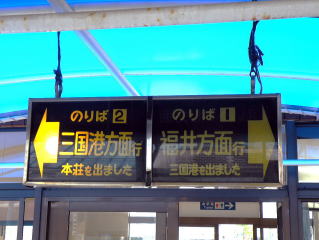 のりば 2
三国港方面行
本荘を出ました
のりば 1
福井方面行
三国港を出ました